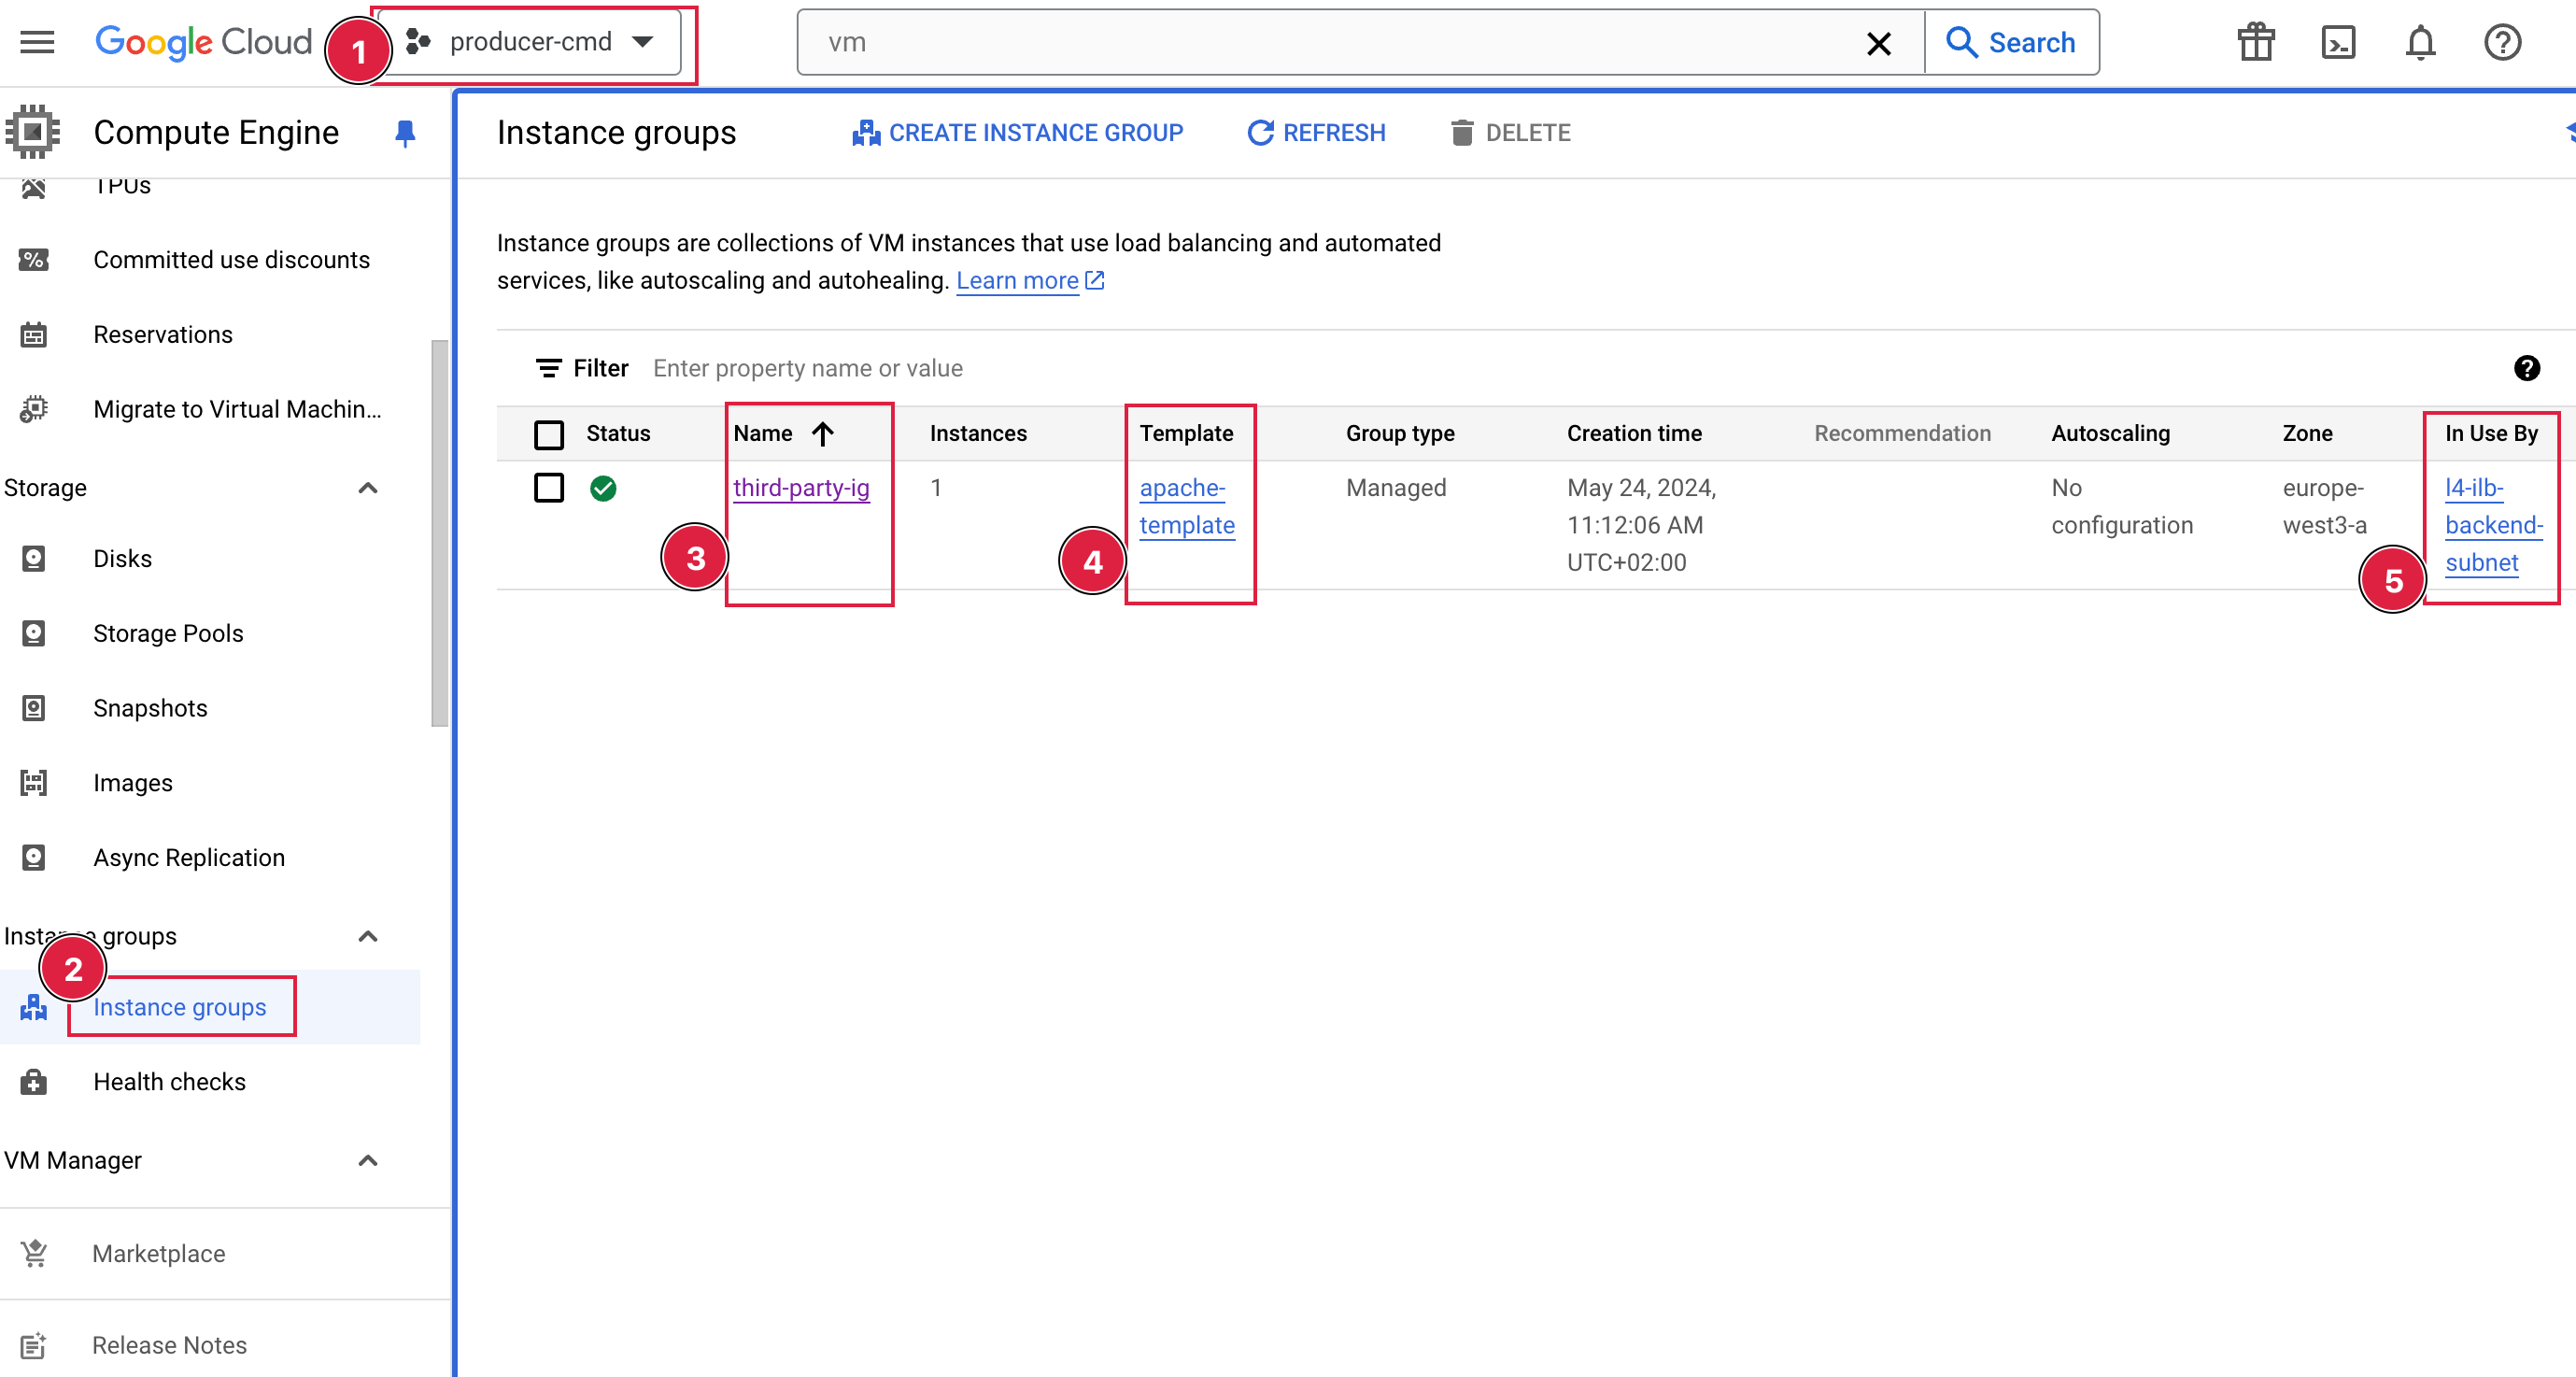 Google Cloud
1
producer-cmd
vm
Search
Compute Engine
TPUs
Committed use discounts
Reservations
Migrate to Virtual Machin...
Storage
Disks
Storage Pools
Snapshots
Images
Async Replication
Instance groups
2
Instance groups
Health checks
VM Manager
Marketplace
Release Notes
Instance groups
CREATE INSTANCE GROUP
REFRESH
DELETE
Instance groups are collections of VM instances that use load balancing and automated
services, like autoscaling and autohealing. Learn more
Filter Enter property name or value
Status Name Instances Template Group type Creation time Recommendation Autoscaling Zone In Use By
third-party-ig 1 apache- Managed May 24, 2024, No europe- l4-ilb-
template 11:12:06 AM configuration west3-a backend-
UTC+02:00 subnet
3
4
5